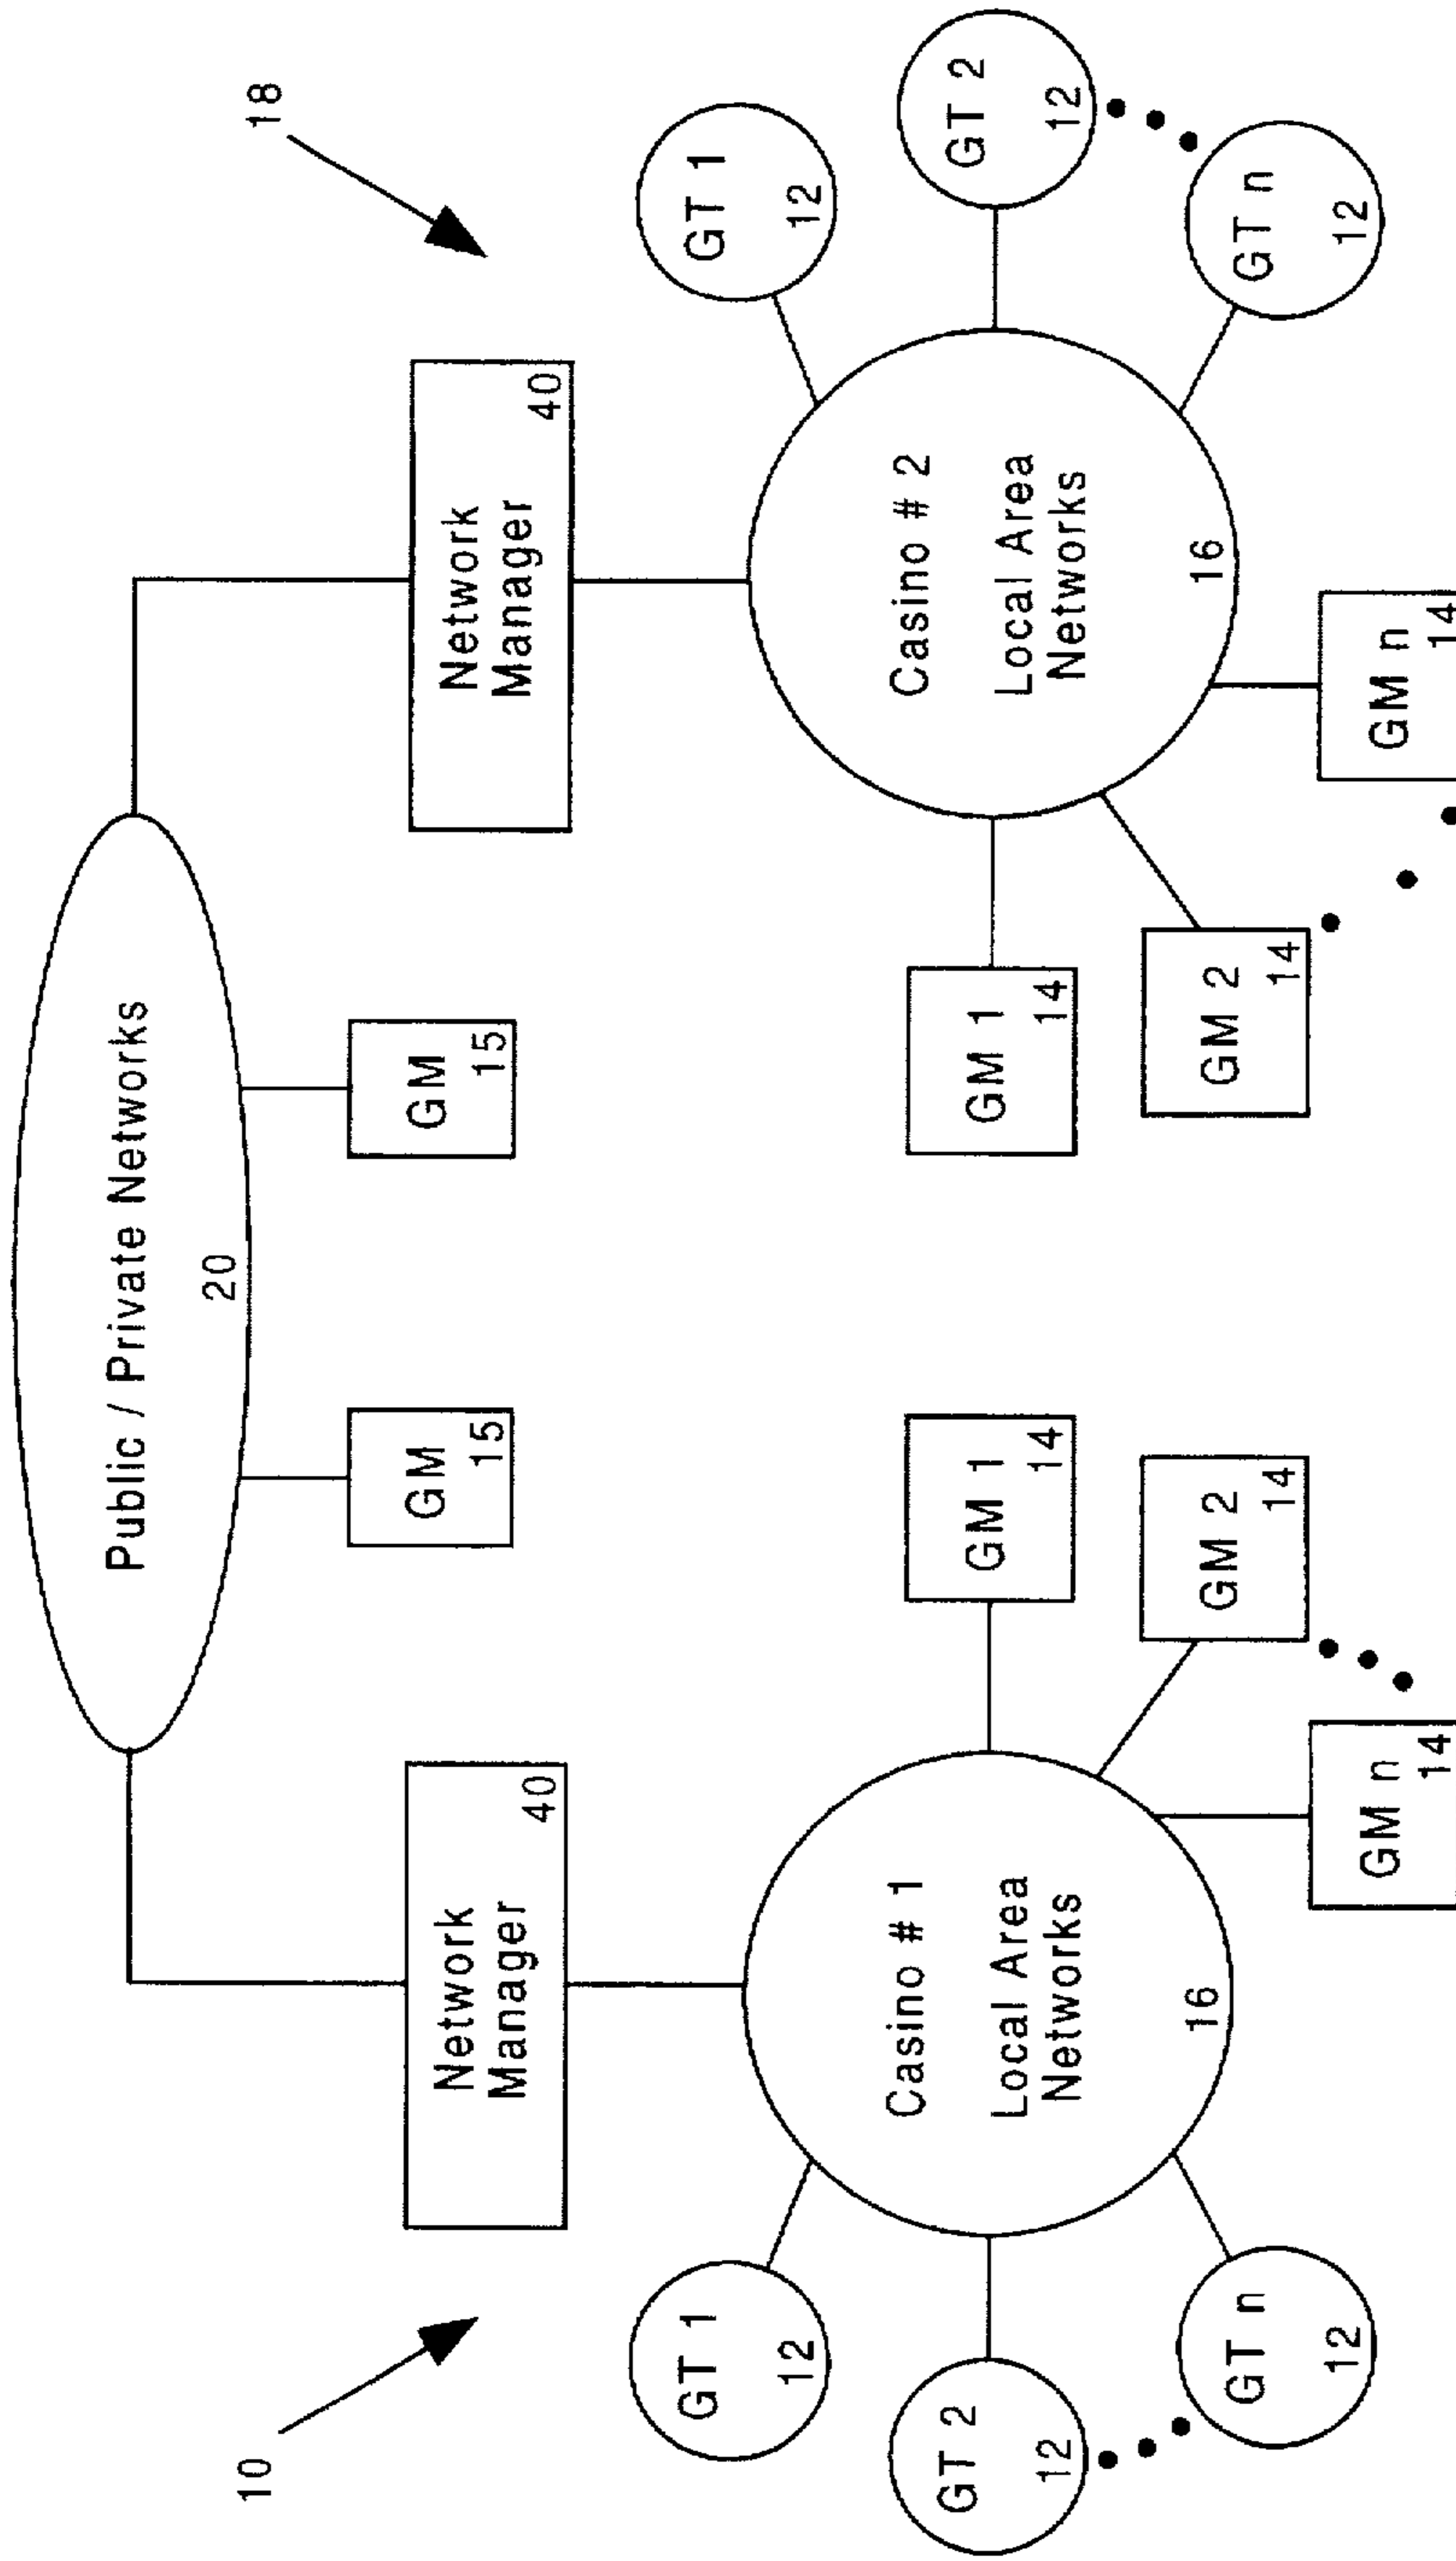 Public / Private Networks
20
10
18
Network
Manager
40
GM
15
GM
15
Network
Manager
40
GT 1
12
GT 2
12
GT n
12
Casino # 1
Local Area
Networks
16
GM 1
14
GM 2
14
GM n
14
GM 1
14
GM 2
14
GM n
14
Casino # 2
Local Area
Networks
16
GT 1
12
GT 2
12
GT n
12